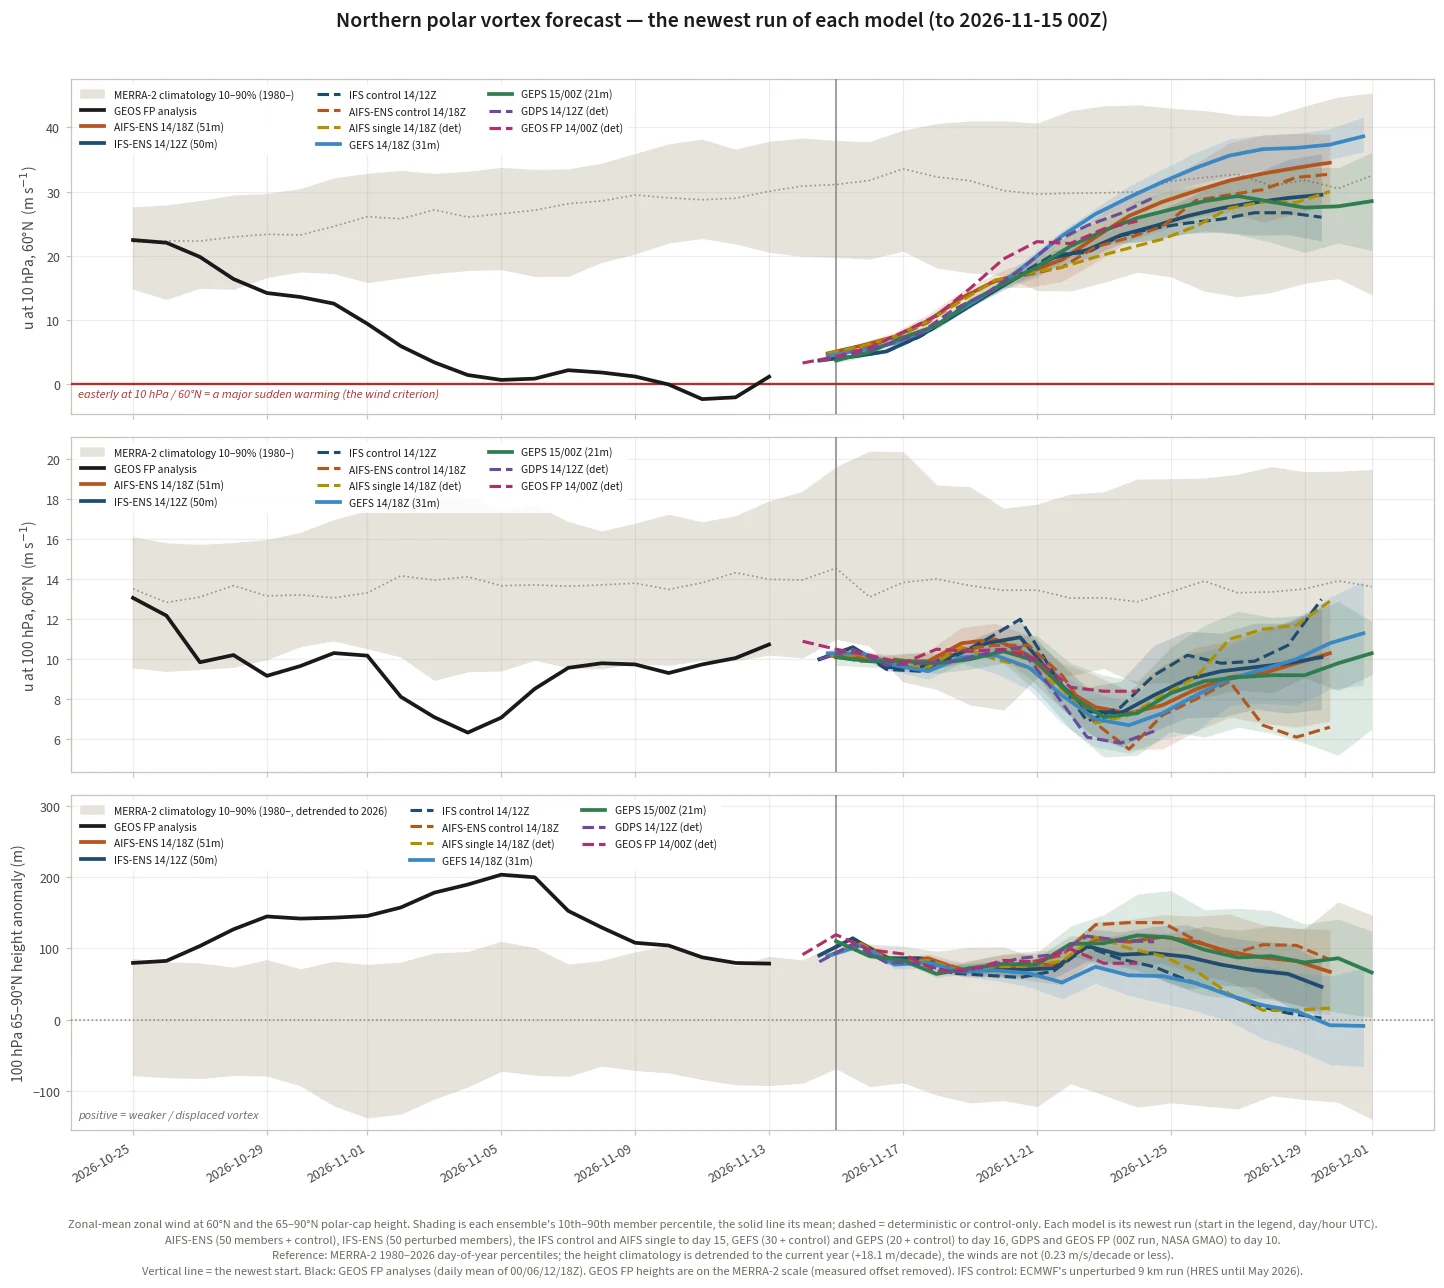 Northern polar vortex forecast — the newest run of each model (to 2026-11-15 00Z)
MERRA-2 climatology 10–90% (1980–)
GEOS FP analysis
AIFS-ENS 14/18Z (51m)
IFS-ENS 14/12Z (50m)
IFS control 14/12Z
AIFS-ENS control 14/18Z
AIFS single 14/18Z (det)
GEFS 14/18Z (31m)
GEPS 15/00Z (21m)
GDPS 14/12Z (det)
GEOS FP 14/00Z (det)
u at 10 hPa, 60°N (m s⁻¹)
40
30
20
10
0
easterly at 10 hPa / 60°N = a major sudden warming (the wind criterion)
MERRA-2 climatology 10–90% (1980–)
GEOS FP analysis
AIFS-ENS 14/18Z (51m)
IFS-ENS 14/12Z (50m)
IFS control 14/12Z
AIFS-ENS control 14/18Z
AIFS single 14/18Z (det)
GEFS 14/18Z (31m)
GEPS 15/00Z (21m)
GDPS 14/12Z (det)
GEOS FP 14/00Z (det)
u at 100 hPa, 60°N (m s⁻¹)
20
18
16
14
12
10
8
6
MERRA-2 climatology 10–90% (1980–, detrended to 2026)
GEOS FP analysis
AIFS-ENS 14/18Z (51m)
IFS-ENS 14/12Z (50m)
IFS control 14/12Z
AIFS-ENS control 14/18Z
AIFS single 14/18Z (det)
GEFS 14/18Z (31m)
GEPS 15/00Z (21m)
GDPS 14/12Z (det)
GEOS FP 14/00Z (det)
100 hPa 65–90°N height anomaly (m)
300
200
100
0
−100
positive = weaker / displaced vortex
2026-10-25
2026-10-29
2026-11-01
2026-11-05
2026-11-09
2026-11-13
2026-11-17
2026-11-21
2026-11-25
2026-11-29
2026-12-01
Zonal-mean zonal wind at 60°N and the 65–90°N polar-cap height. Shading is each ensemble's 10th–90th member percentile, the solid line its mean; dashed = deterministic or control-only. Each model is its newest run (start in the legend, day/hour UTC).
AIFS-ENS (50 members + control), IFS-ENS (50 perturbed members), the IFS control and AIFS single to day 15, GEFS (30 + control) and GEPS (20 + control) to day 16, GDPS and GEOS FP (00Z run, NASA GMAO) to day 10.
Reference: MERRA-2 1980–2026 day-of-year percentiles; the height climatology is detrended to the current year (+18.1 m/decade), the winds are not (0.23 m/s/decade or less).
Vertical line = the newest start. Black: GEOS FP analyses (daily mean of 00/06/12/18Z). GEOS FP heights are on the MERRA-2 scale (measured offset removed). IFS control: ECMWF's unperturbed 9 km run (HRES until May 2026).